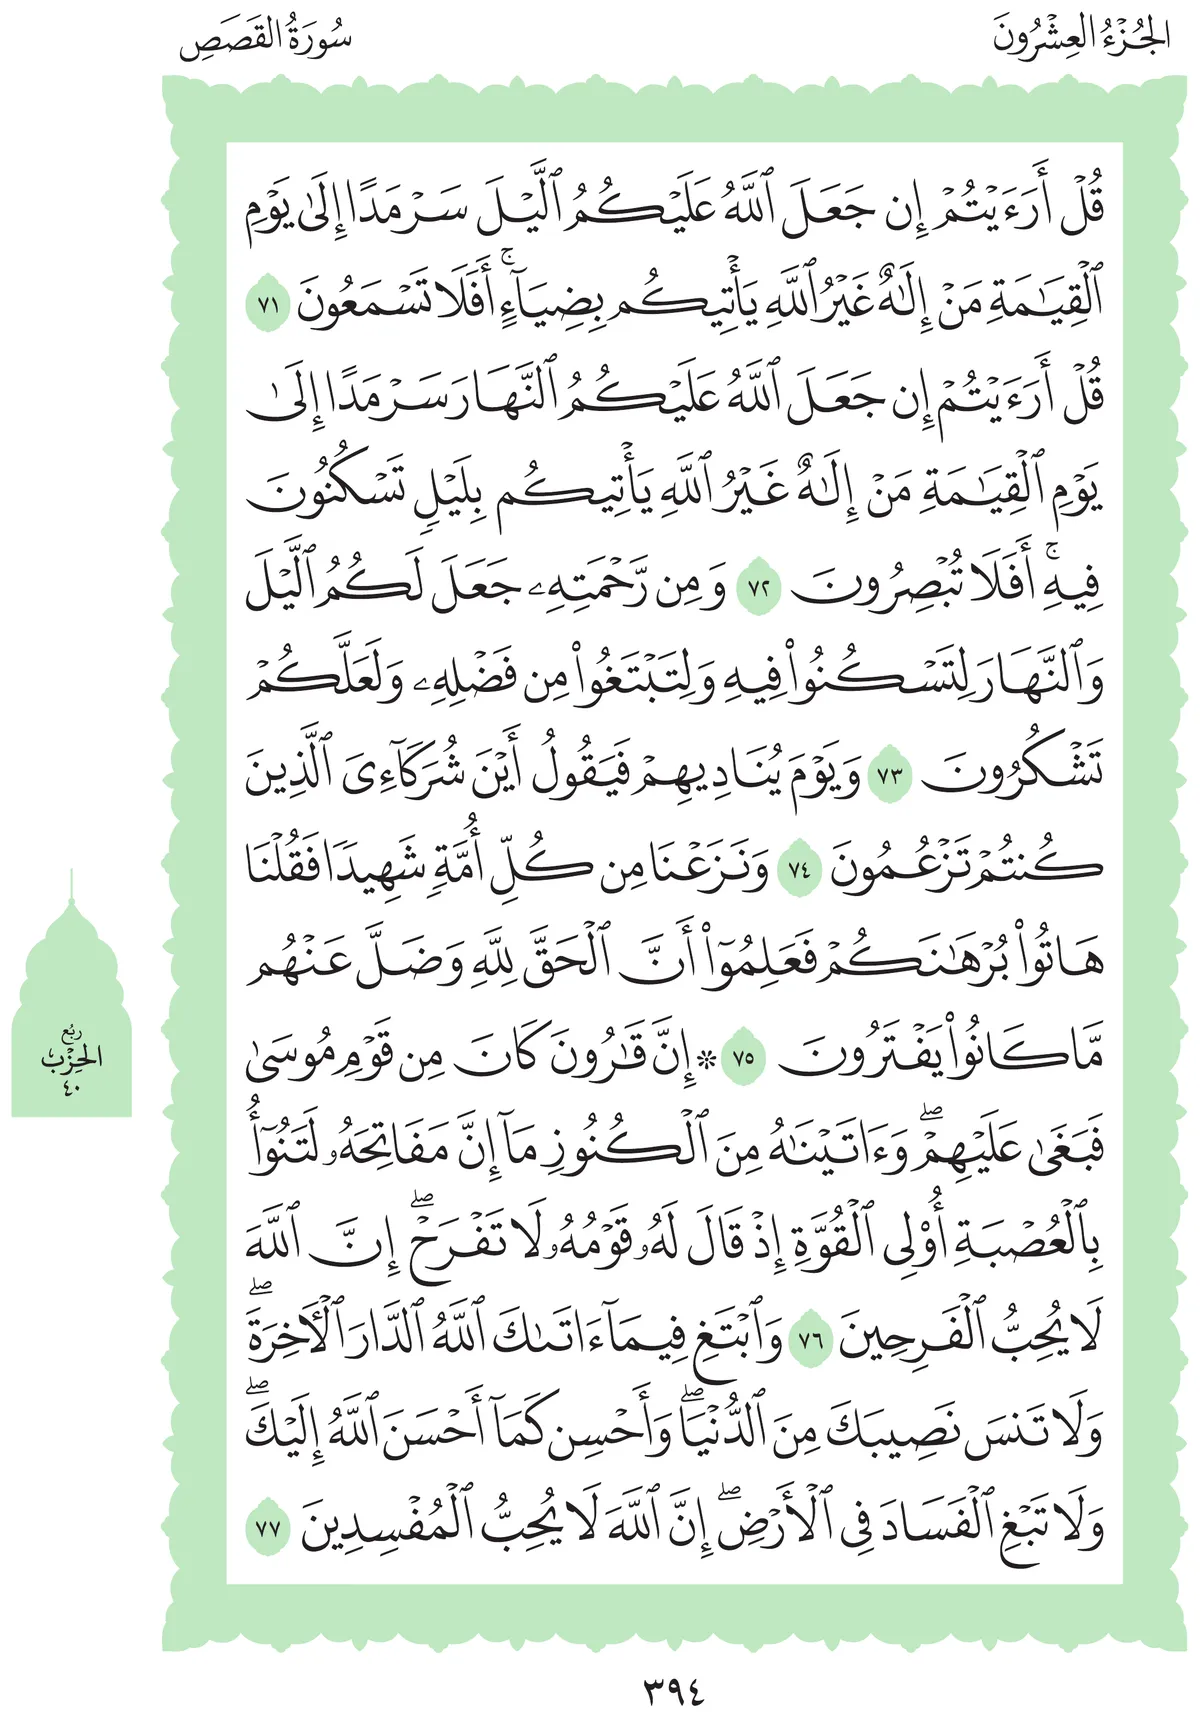 الجُزْءُ العِشْرُونَ
سُورَةُ القَصَصِ
قُلْ أَرَءَيْتُمْ إِن جَعَلَ ٱللَّهُ عَلَيْكُمُ ٱلَّيْلَ سَرْمَدًا إِلَىٰ يَوْمِ
ٱلْقِيَٰمَةِ مَنْ إِلَٰهٌ غَيْرُ ٱللَّهِ يَأْتِيكُم بِضِيَآءٍۚ أَفَلَا تَسْمَعُونَ ٧١
قُلْ أَرَءَيْتُمْ إِن جَعَلَ ٱللَّهُ عَلَيْكُمُ ٱلنَّهَارَ سَرْمَدًا إِلَىٰ
يَوْمِ ٱلْقِيَٰمَةِ مَنْ إِلَٰهٌ غَيْرُ ٱللَّهِ يَأْتِيكُم بِلَيْلٍ تَسْكُنُونَ
فِيهِۚ أَفَلَا تُبْصِرُونَ ٧٢ وَمِن رَّحْمَتِهِۦ جَعَلَ لَكُمُ ٱلَّيْلَ
وَٱلنَّهَارَ لِتَسْكُنُوا۟ فِيهِ وَلِتَبْتَغُوا۟ مِن فَضْلِهِۦ وَلَعَلَّكُمْ
تَشْكُرُونَ ٧٣ وَيَوْمَ يُنَادِيهِمْ فَيَقُولُ أَيْنَ شُرَكَآءِىَ ٱلَّذِينَ
كُنتُمْ تَزْعُمُونَ ٧٤ وَنَزَعْنَا مِن كُلِّ أُمَّةٍ شَهِيدًا فَقُلْنَا
هَاتُوا۟ بُرْهَٰنَكُمْ فَعَلِمُوٓا۟ أَنَّ ٱلْحَقَّ لِلَّهِ وَضَلَّ عَنْهُم
مَّا كَانُوا۟ يَفْتَرُونَ ٧٥ ۞ إِنَّ قَٰرُونَ كَانَ مِن قَوْمِ مُوسَىٰ
فَبَغَىٰ عَلَيْهِمْۖ وَءَاتَيْنَٰهُ مِنَ ٱلْكُنُوزِ مَآ إِنَّ مَفَاتِحَهُۥ لَتَنُوٓأُ
بِٱلْعُصْبَةِ أُو۟لِى ٱلْقُوَّةِ إِذْ قَالَ لَهُۥ قَوْمُهُۥ لَا تَفْرَحْۖ إِنَّ ٱللَّهَ
لَا يُحِبُّ ٱلْفَرِحِينَ ٧٦ وَٱبْتَغِ فِيمَآ ءَاتَىٰكَ ٱللَّهُ ٱلدَّارَ ٱلْأَخِرَةَۖ
وَلَا تَنسَ نَصِيبَكَ مِنَ ٱلدُّنْيَاۖ وَأَحْسِن كَمَآ أَحْسَنَ ٱللَّهُ إِلَيْكَۖ
وَلَا تَبْغِ ٱلْفَسَادَ فِى ٱلْأَرْضِۖ إِنَّ ٱللَّهَ لَا يُحِبُّ ٱلْمُفْسِدِينَ ٧٧
رُبُع
الحِزْب
٤٠
٣٩٤